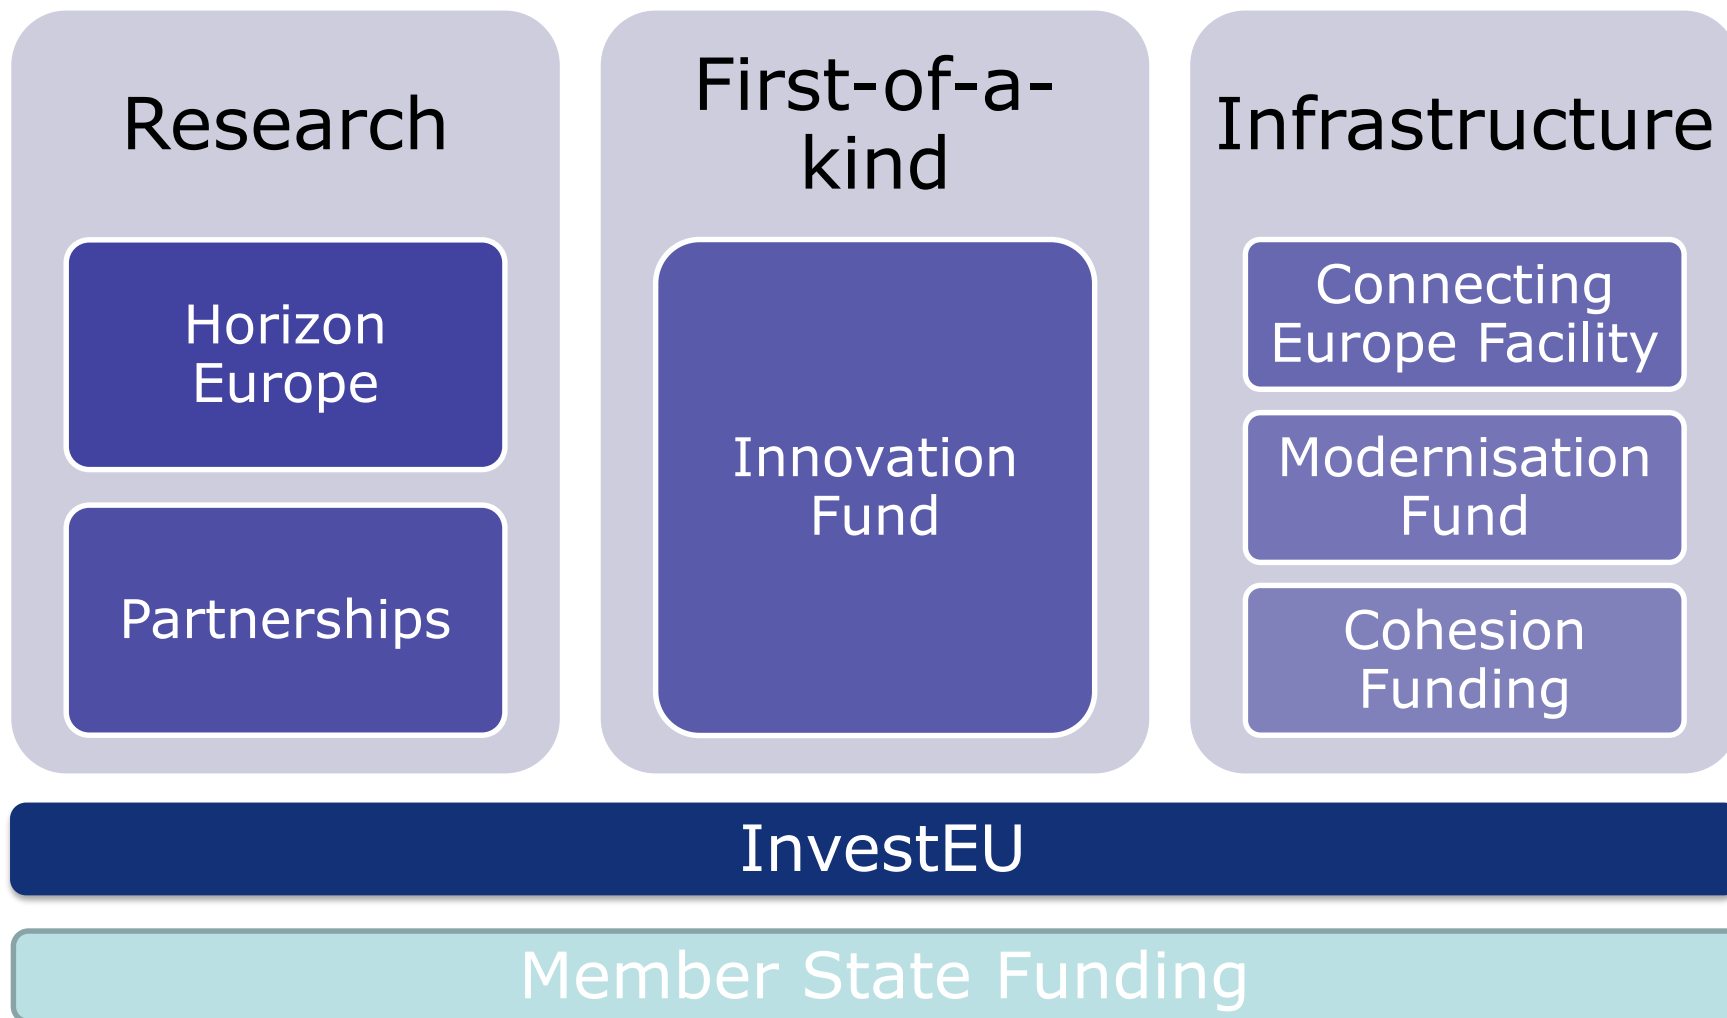 Research
Horizon
Europe
Partnerships
First-of-a-
kind
Innovation
Fund
Infrastructure
Connecting
Europe Facility
Modernisation
Fund
Cohesion
Funding
InvestEU
Member State Funding